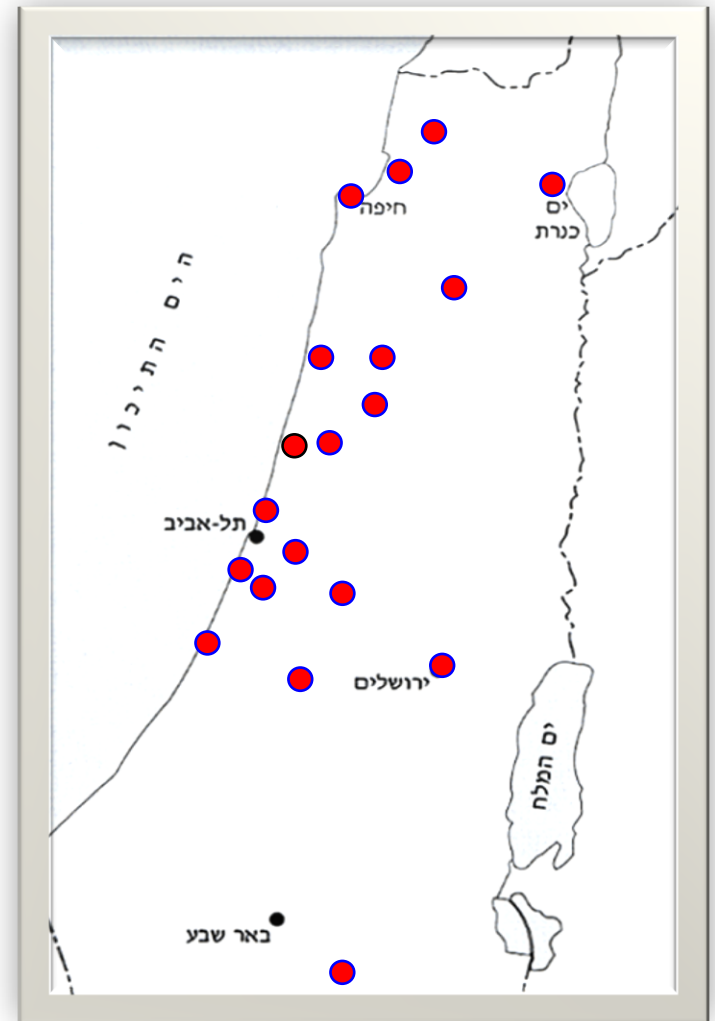 חיפה
ים
כנרת
הים התיכון
תל-אביב
ירושלים
ים המלח
באר שבע